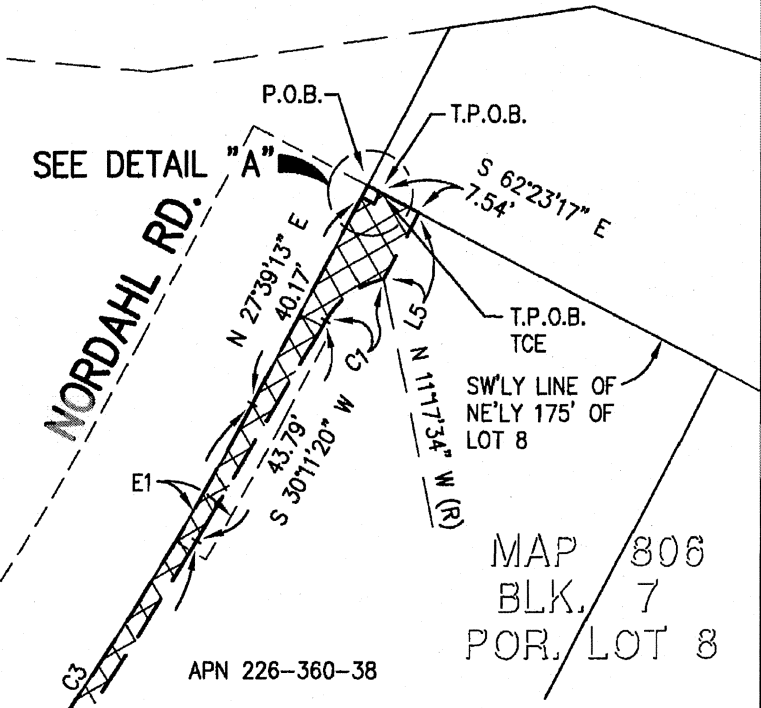 P.O.B.
T.P.O.B.
SEE DETAIL "A"
S 62°23'17" E
7.54'
NORDAHL RD.
N 27°39'13" E
40.17'
L5
T.P.O.B.
TCE
C1
N 11°17'34" W (R)
SW'LY LINE OF
NE'LY 175' OF
LOT 8
43.79'
S 30°11'20" W
E1
MAP 806
BLK. 7
POR. LOT 8
C3
APN 226-360-38